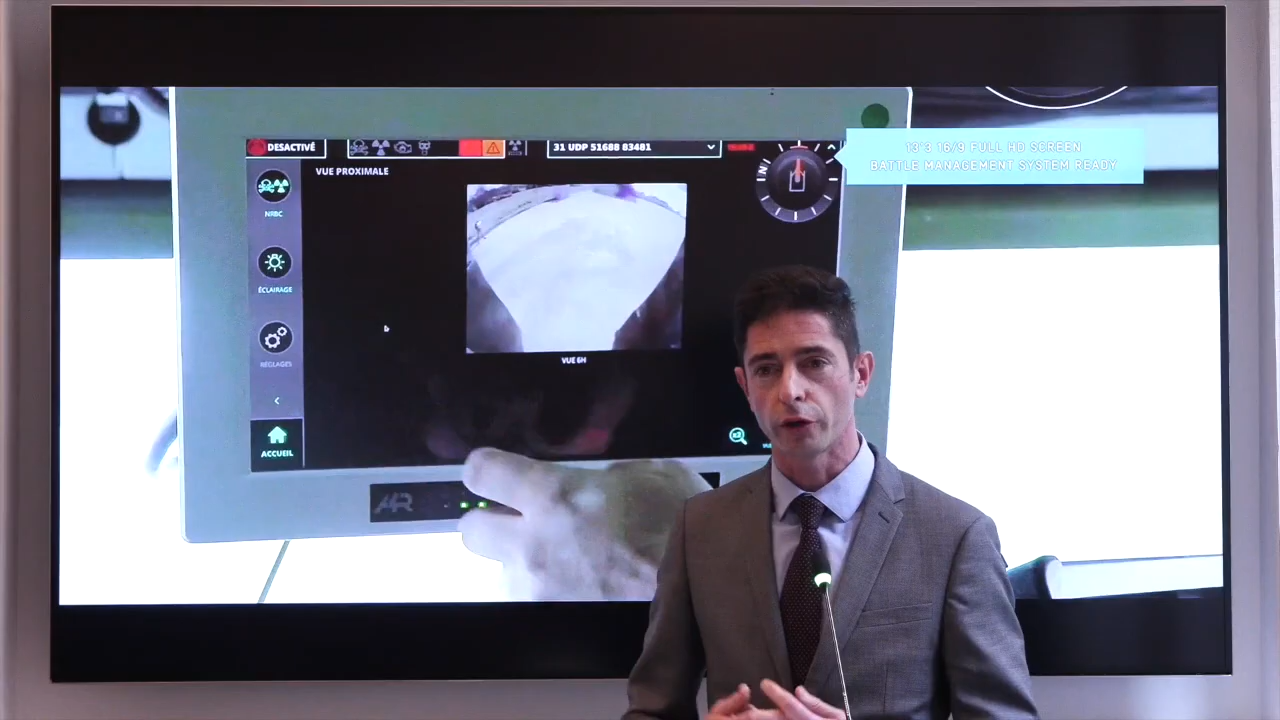 DESACTIVÉ
31 UDP 51688 83481
13'3 16/9 FULL HD SCREEN
BATTLE MANAGEMENT SYSTEM READY
VUE PROXIMALE
N
NRBC
ÉCLAIRAGE
RÉGLAGES
VUE 6H
x2
ACCUEIL